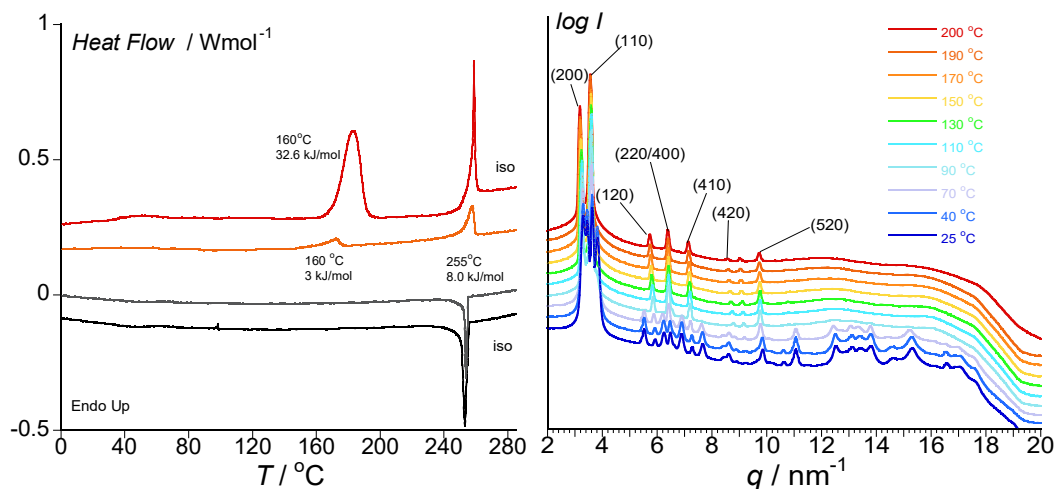 Heat Flow / Wmol-1
1
0.5
0
-0.5
160°C
32.6 kJ/mol
iso
160 °C
3 kJ/mol
255°C
8.0 kJ/mol
iso
Endo Up
0 40 80 120 160 200 240 280
T / °C
log I
(110)
(200)
(220/400)
(120)
(410)
(420)
(520)
200 °C
190 °C
170 °C
150 °C
130 °C
110 °C
90 °C
70 °C
40 °C
25 °C
2 4 6 8 10 12 14 16 18 20
q / nm-1